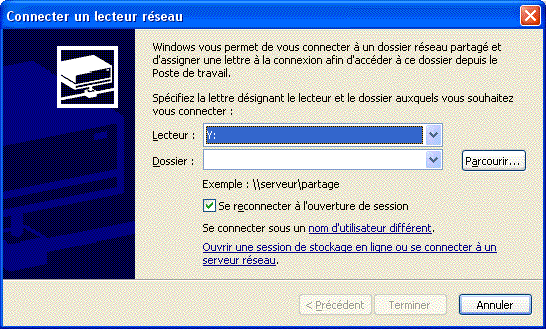 Connecter un lecteur réseau
Windows vous permet de vous connecter à un dossier réseau partagé et
d'assigner une lettre à la connexion afin d'accéder à ce dossier depuis le
Poste de travail.
Spécifiez la lettre désignant le lecteur et le dossier auxquels vous souhaitez
vous connecter :
Lecteur : Y:
Dossier : Parcourir...
Exemple : \\serveur\partage
Se reconnecter à l'ouverture de session
Se connecter sous un nom d'utilisateur différent.
Ouvrir une session de stockage en ligne ou se connecter à un
serveur réseau.
< Précédent Terminer Annuler